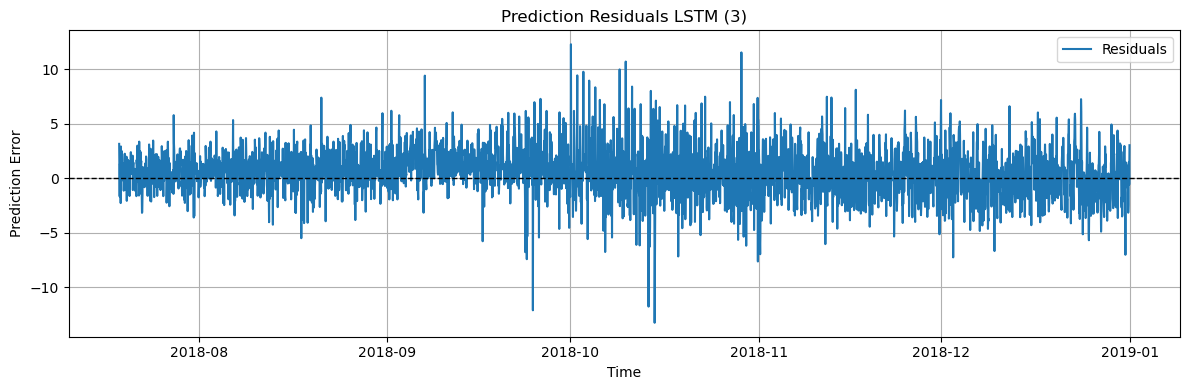 Prediction Residuals LSTM (3)
Residuals
10
5
0
−5
−10
Prediction Error
2018-08 2018-09 2018-10 2018-11 2018-12 2019-01
Time